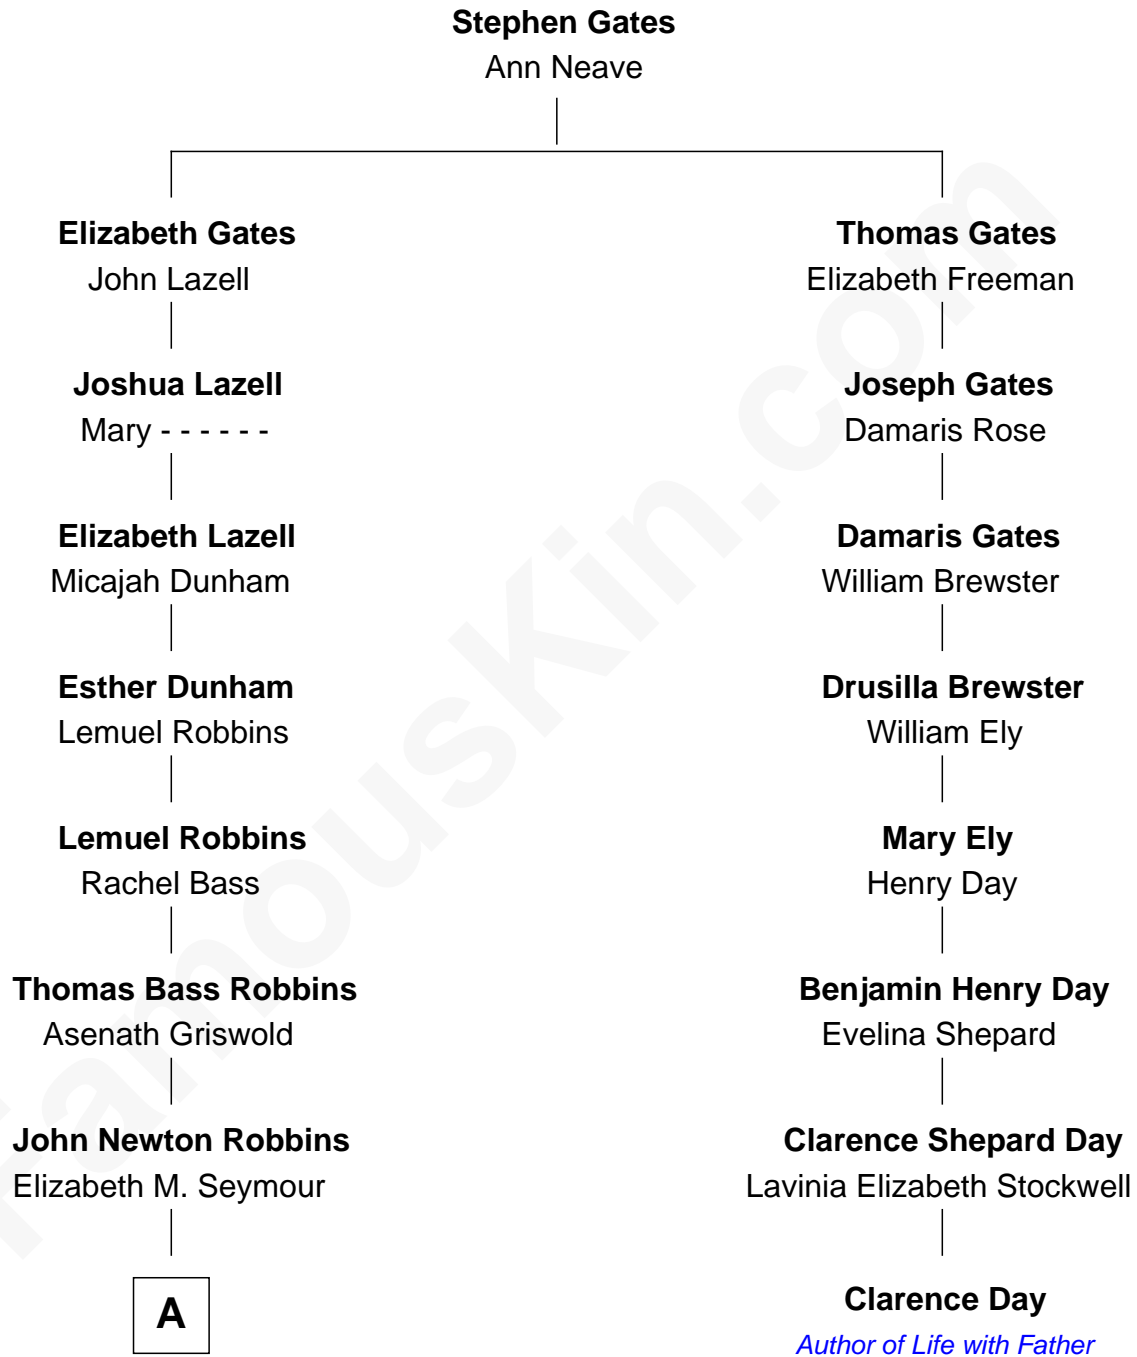 Stephen Gates
Ann Neave
Elizabeth Gates
John Lazell
Thomas Gates
Elizabeth Freeman
Joshua Lazell
Mary - - - - - -
Joseph Gates
Damaris Rose
Elizabeth Lazell
Micajah Dunham
Damaris Gates
William Brewster
Esther Dunham
Lemuel Robbins
Drusilla Brewster
William Ely
Lemuel Robbins
Rachel Bass
Mary Ely
Henry Day
Thomas Bass Robbins
Asenath Griswold
Benjamin Henry Day
Evelina Shepard
John Newton Robbins
Elizabeth M. Seymour
Clarence Shepard Day
Lavinia Elizabeth Stockwell
A
Clarence Day
Author of Life with Father
FamousKin.com